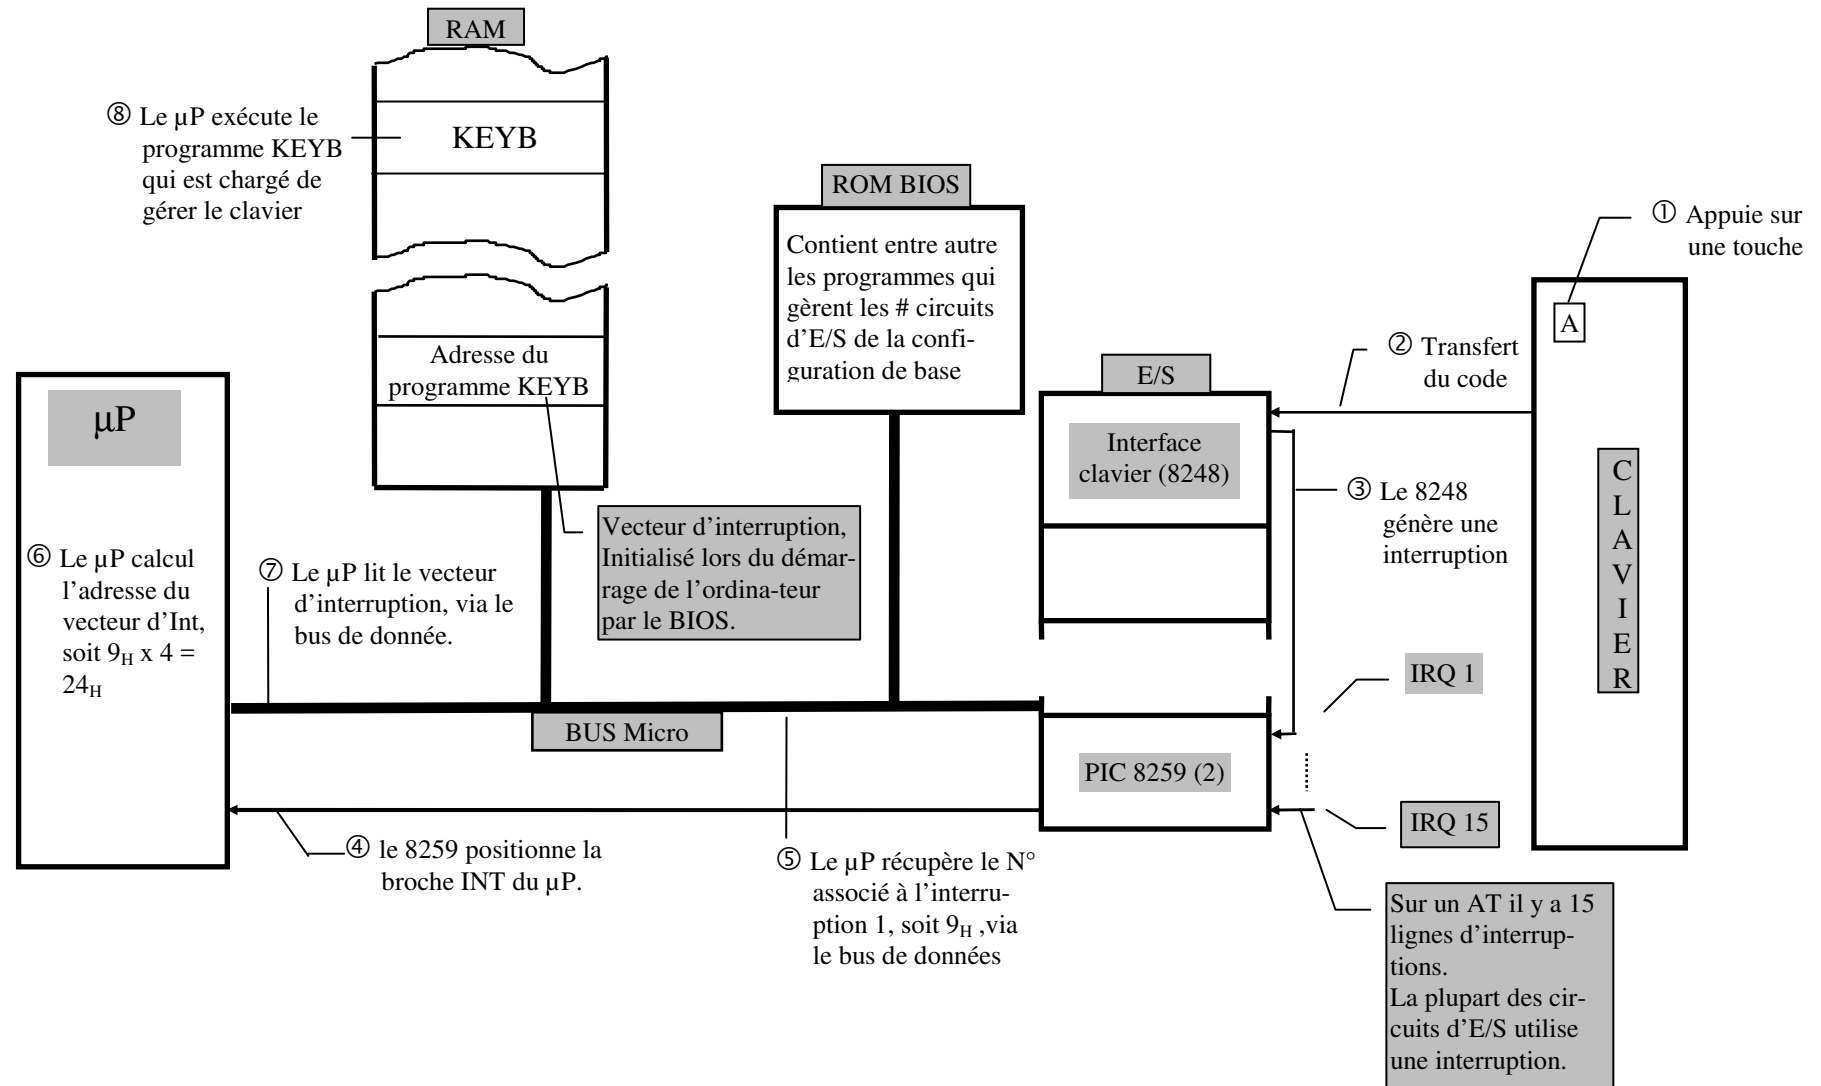 RAM
⑧ Le µP exécute le
programme KEYB
qui est chargé de
gérer le clavier
KEYB
Adresse du
programme KEYB
ROM BIOS
Contient entre autre
les programmes qui
gèrent les # circuits
d’E/S de la confi-
guration de base
① Appuie sur
une touche
A
② Transfert
du code
E/S
Interface
clavier (8248)
③ Le 8248
génère une
interruption
C
L
A
V
I
E
R
µP
⑥ Le µP calcul
l’adresse du
vecteur d’Int,
soit 9H x 4 =
24H
⑦ Le µP lit le vecteur
d’interruption, via le
bus de donnée.
Vecteur d’interruption,
Initialisé lors du démar-
rage de l’ordina-teur
par le BIOS.
BUS Micro
IRQ 1
PIC 8259 (2)
IRQ 15
④ le 8259 positionne la
broche INT du µP.
⑤ Le µP récupère le N°
associé à l’interru-
ption 1, soit 9H ,via
le bus de données
Sur un AT il y a 15
lignes d’interrup-
tions.
La plupart des cir-
cuits d’E/S utilise
une interruption.